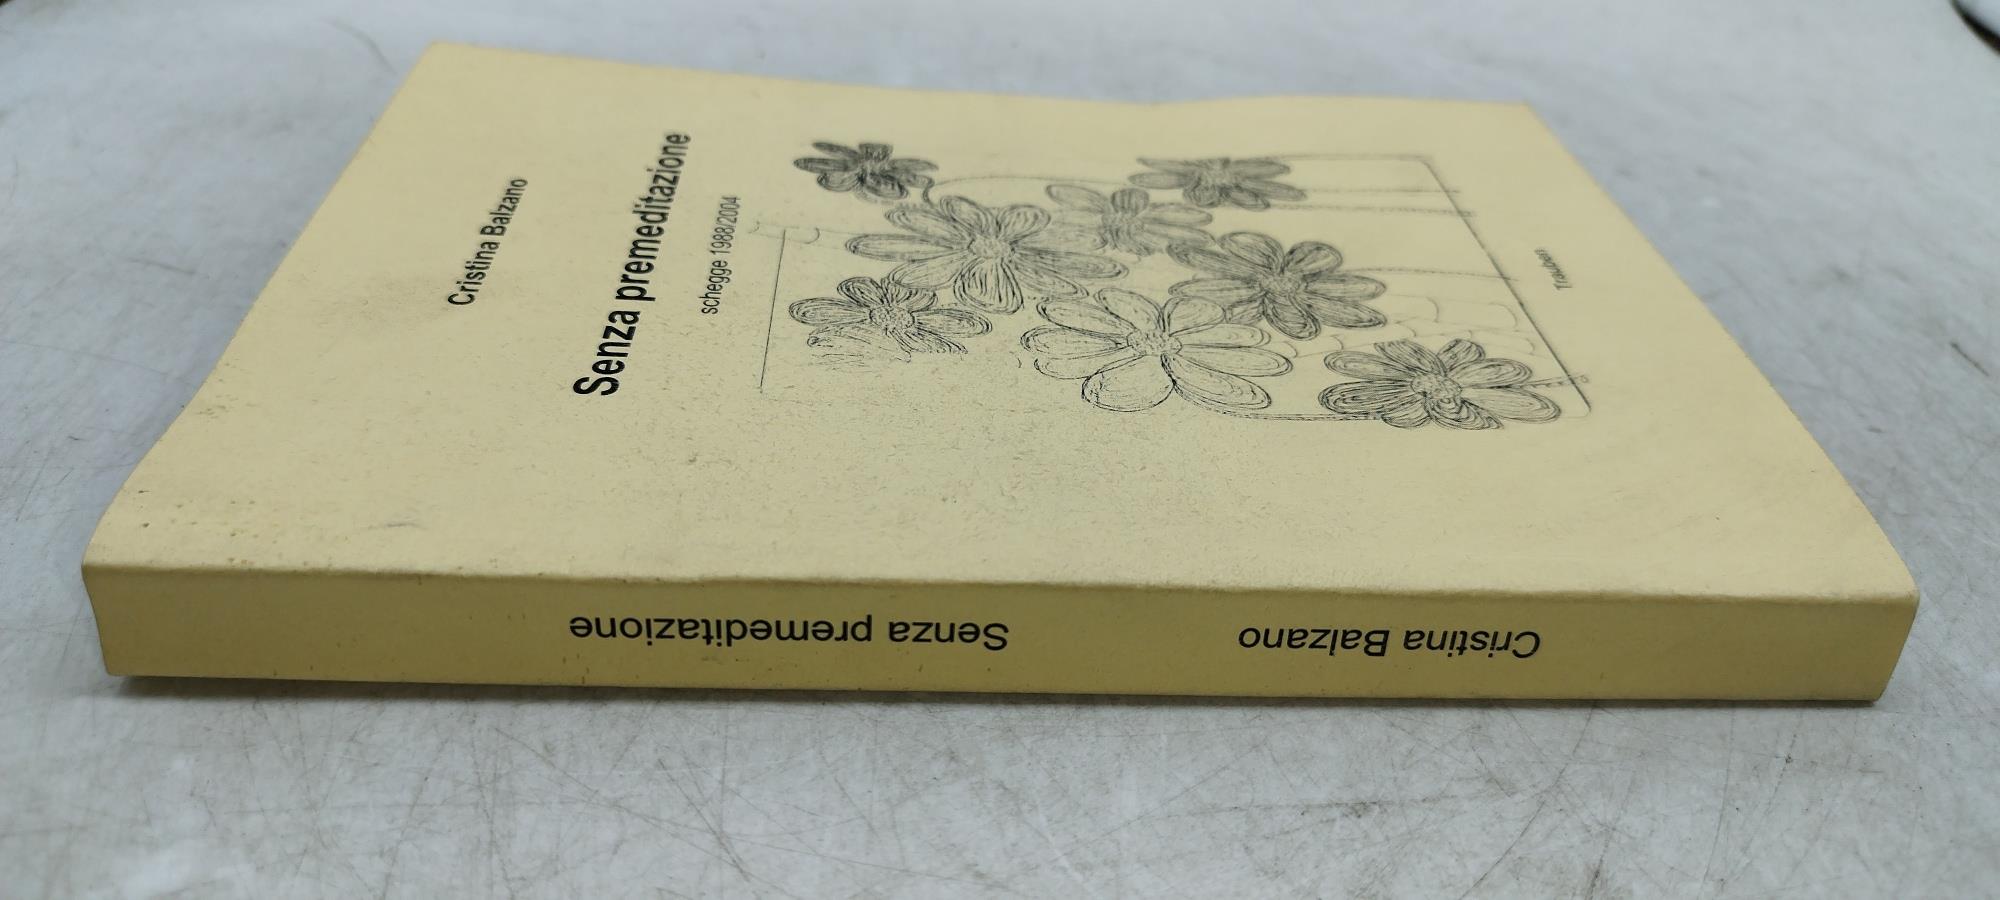 Cristina Balzano
Senza premeditazione
schegge 1988/2004
Senza premeditazione
Cristina Balzano